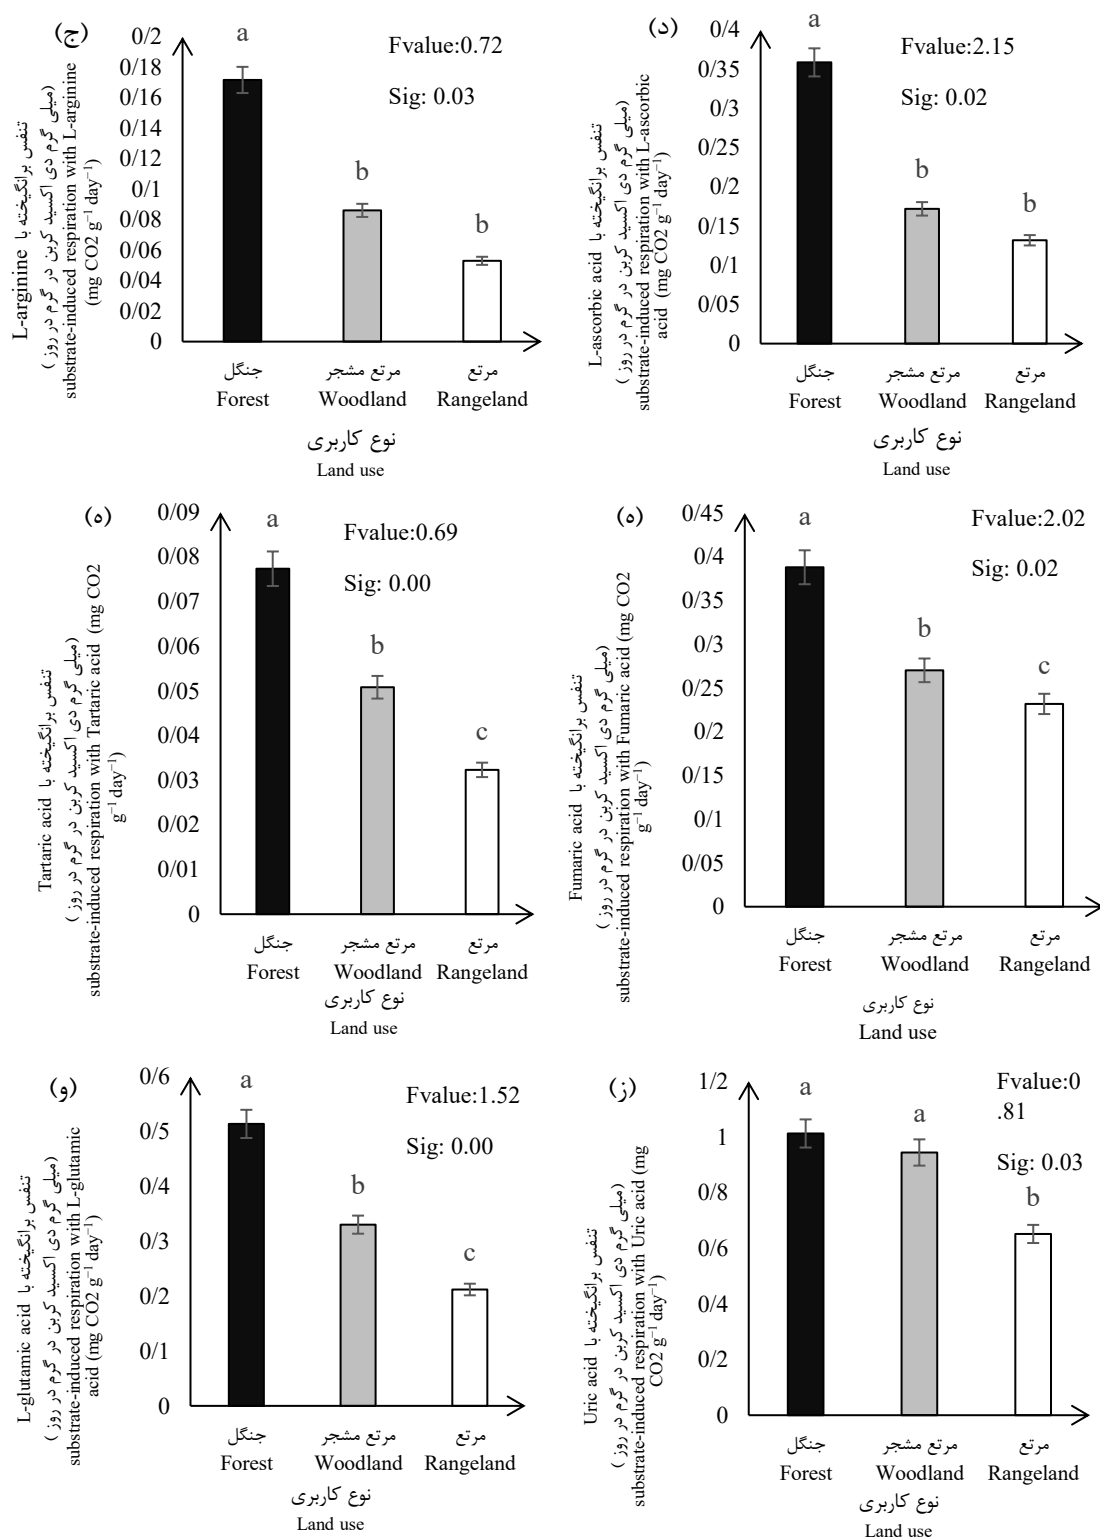 (ج)
0/2
0/18
0/16
0/14
0/12
0/1
0/08
0/06
0/04
0/02
0
a
b
b
Fvalue:0.72
Sig: 0.03
تنفس برانگیخته با L-arginine
(میلی گرم دی اکسید کربن در گرم در روز)
substrate-induced respiration with L-arginine
(mg CO2 g⁻¹ day⁻¹)
جنگل
Forest
مرتع مشجر
Woodland
مرتع
Rangeland
نوع کاربری
Land use
(د)
0/4
0/35
0/3
0/25
0/2
0/15
0/1
0/05
0
a
b
b
Fvalue:2.15
Sig: 0.02
تنفس برانگیخته با L-ascorbic acid
(میلی گرم دی اکسید کربن در گرم در روز)
substrate-induced respiration with L-ascorbic
acid (mg CO2 g⁻¹ day⁻¹)
جنگل
Forest
مرتع مشجر
Woodland
مرتع
Rangeland
نوع کاربری
Land use
(ه)
0/09
0/08
0/07
0/06
0/05
0/04
0/03
0/02
0/01
0
a
b
c
Fvalue:0.69
Sig: 0.00
تنفس برانگیخته با Tartaric acid
(میلی گرم دی اکسید کربن در گرم در روز)
substrate-induced respiration with Tartaric acid (mg CO2
g⁻¹ day⁻¹)
جنگل
Forest
مرتع مشجر
Woodland
مرتع
Rangeland
نوع کاربری
Land use
(ه)
0/45
0/4
0/35
0/3
0/25
0/2
0/15
0/1
0/05
0
a
b
c
Fvalue:2.02
Sig: 0.02
تنفس برانگیخته با Fumaric acid
(میلی گرم دی اکسید کربن در گرم در روز)
substrate-induced respiration with Fumaric acid (mg CO2
g⁻¹ day⁻¹)
جنگل
Forest
مرتع مشجر
Woodland
مرتع
Rangeland
نوع کاربری
Land use
(و)
0/6
0/5
0/4
0/3
0/2
0/1
0
a
b
c
Fvalue:1.52
Sig: 0.00
تنفس برانگیخته با L-glutamic acid
(میلی گرم دی اکسید کربن در گرم در روز)
substrate-induced respiration with L-glutamic
acid (mg CO2 g⁻¹ day⁻¹)
جنگل
Forest
مرتع مشجر
Woodland
مرتع
Rangeland
نوع کاربری
Land use
(ز)
1/2
1
0/8
0/6
0/4
0/2
0
a
a
b
Fvalue:0
.81
Sig: 0.03
تنفس برانگیخته با Uric acid
(میلی گرم دی اکسید کربن در گرم در روز)
substrate-induced respiration with Uric acid (mg
CO2 g⁻¹ day⁻¹)
جنگل
Forest
مرتع مشجر
Woodland
مرتع
Rangeland
نوع کاربری
Land use